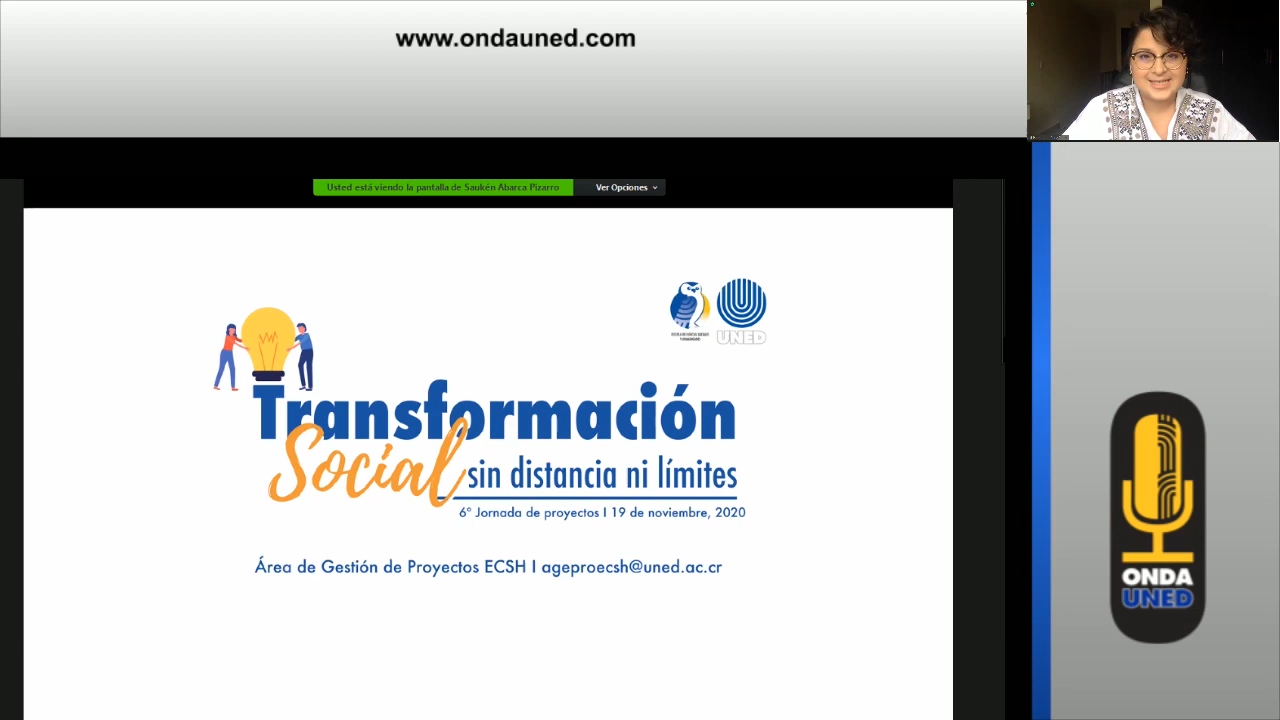 www.ondauned.com
Usted está viendo la pantalla de Saukén Abarca Pizarro
Ver Opciones
UNED
Transformación
Social sin distancia ni límites
6º Jornada de proyectos I 19 de noviembre, 2020
Área de Gestión de Proyectos ECSH I ageproecsh@uned.ac.cr
ONDA
UNED